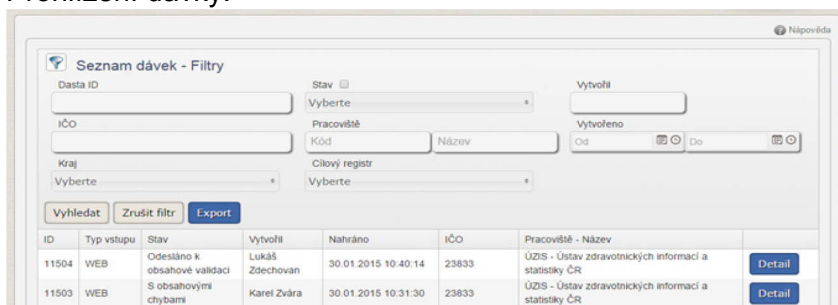 Nápověda
Seznam dávek - Filtry
Dasta ID Stav Vytvořil
Vyberte
IČO Pracoviště Vytvořeno
Kód Název Od Do
Kraj Cílový registr
Vyberte Vyberte
Vyhledat Zrušit filtr Export
ID Typ vstupu Stav Vytvořil Nahráno IČO Pracoviště - Název
11504 WEB Odesláno k obsahové validaci Lukáš Zdechovan 30.01.2015 10:40:14 23833 ÚZIS - Ústav zdravotnických informací a statistiky ČR Detail
11503 WEB S obsahovými chybami Karel Zvára 30.01.2015 10:31:30 23833 ÚZIS - Ústav zdravotnických informací a statistiky ČR Detail